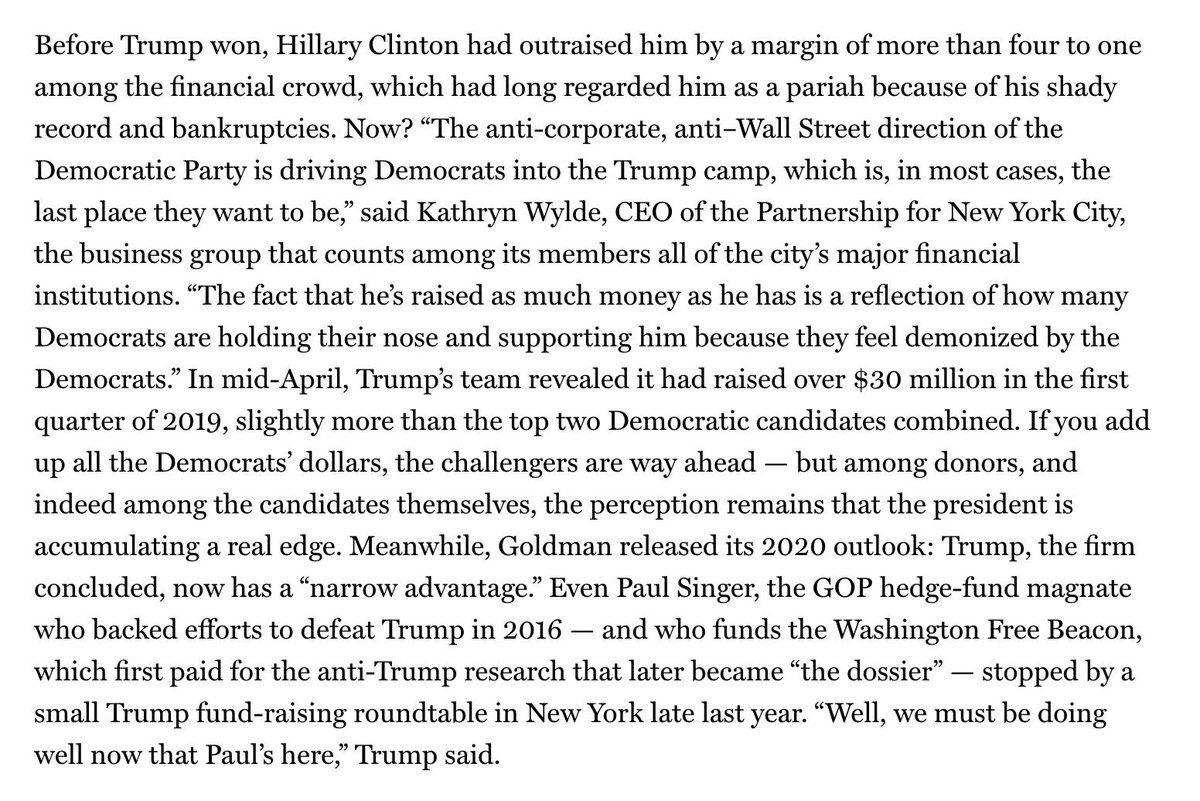 Before Trump won, Hillary Clinton had outraised him by a margin of more than four to one
among the financial crowd, which had long regarded him as a pariah because of his shady
record and bankruptcies. Now? “The anti-corporate, anti–Wall Street direction of the
Democratic Party is driving Democrats into the Trump camp, which is, in most cases, the
last place they want to be,” said Kathryn Wylde, CEO of the Partnership for New York City,
the business group that counts among its members all of the city’s major financial
institutions. “The fact that he’s raised as much money as he has is a reflection of how many
Democrats are holding their nose and supporting him because they feel demonized by the
Democrats.” In mid-April, Trump’s team revealed it had raised over $30 million in the first
quarter of 2019, slightly more than the top two Democratic candidates combined. If you add
up all the Democrats’ dollars, the challengers are way ahead — but among donors, and
indeed among the candidates themselves, the perception remains that the president is
accumulating a real edge. Meanwhile, Goldman released its 2020 outlook: Trump, the firm
concluded, now has a “narrow advantage.” Even Paul Singer, the GOP hedge-fund magnate
who backed efforts to defeat Trump in 2016 — and who funds the Washington Free Beacon,
which first paid for the anti-Trump research that later became “the dossier” — stopped by a
small Trump fund-raising roundtable in New York late last year. “Well, we must be doing
well now that Paul’s here,” Trump said.